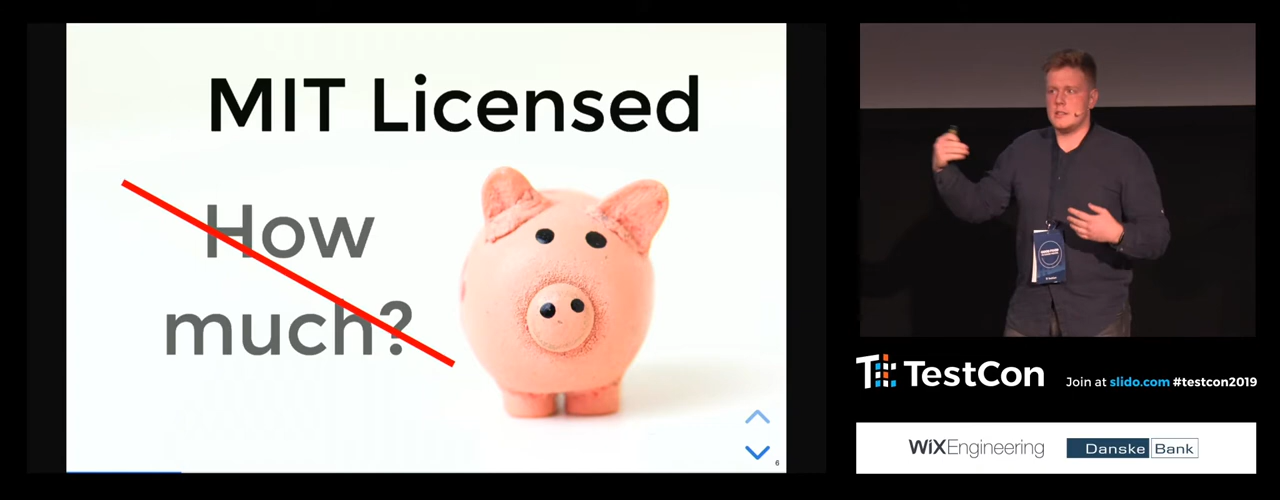 MIT Licensed
How
much?
6
TestCon
Join at slido.com #testcon2019
WiX Engineering
Danske Bank